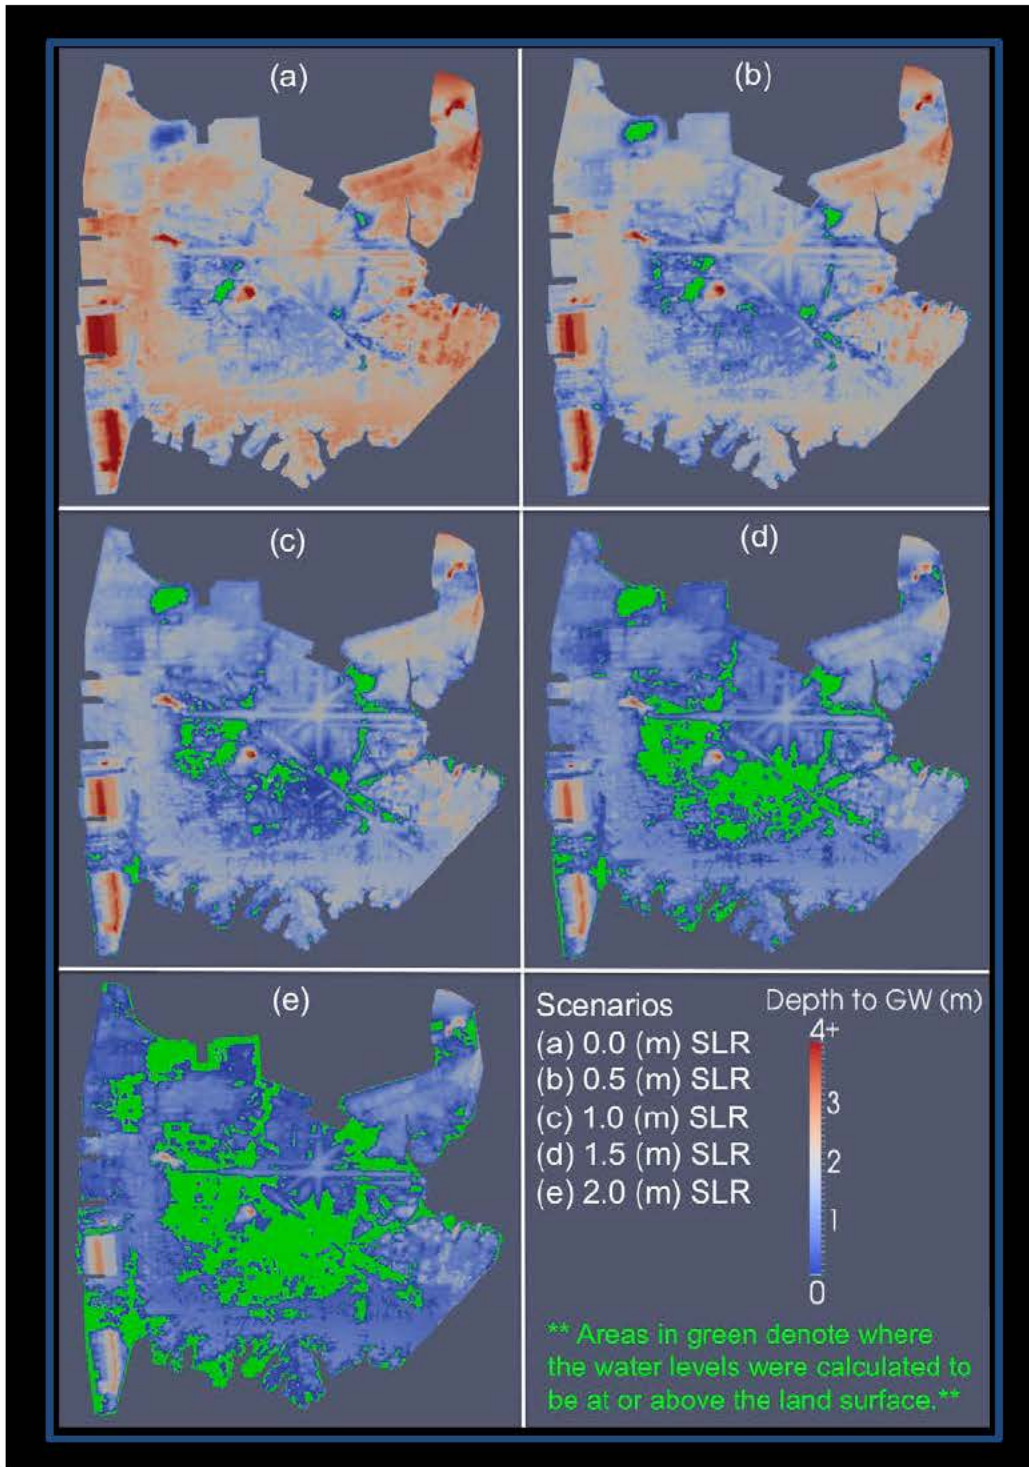 (a)
(b)
(c)
(d)
(e)
Scenarios
(a) 0.0 (m) SLR
(b) 0.5 (m) SLR
(c) 1.0 (m) SLR
(d) 1.5 (m) SLR
(e) 2.0 (m) SLR
Depth to GW (m)
4+
3
2
1
0
** Areas in green denote where
the water levels were calculated to
be at or above the land surface.**